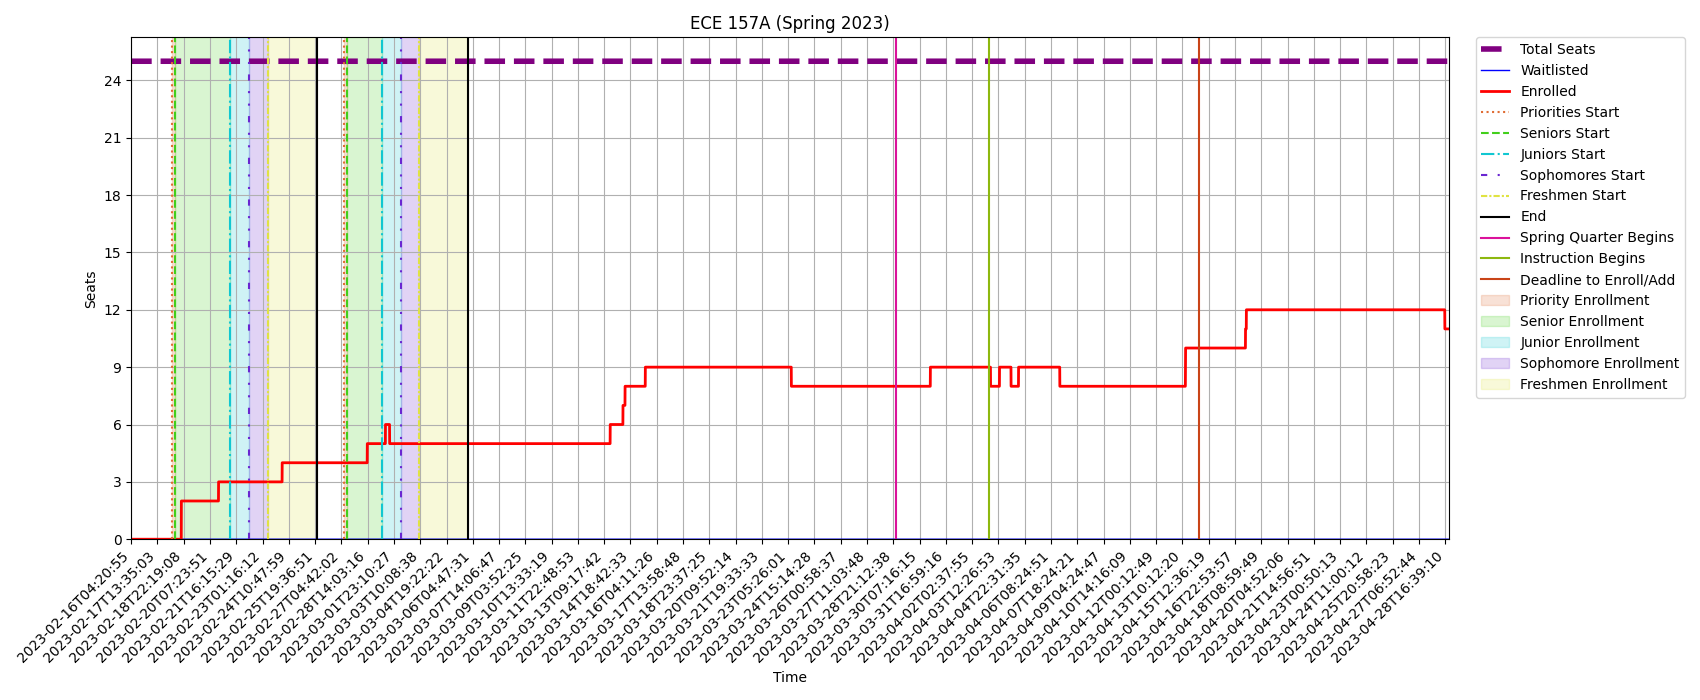 ECE 157A (Spring 2023)
Total Seats
Waitlisted
Enrolled
Priorities Start
Seniors Start
Juniors Start
Sophomores Start
Freshmen Start
End
Spring Quarter Begins
Instruction Begins
Deadline to Enroll/Add
Priority Enrollment
Senior Enrollment
Junior Enrollment
Sophomore Enrollment
Freshmen Enrollment
Seats
24
21
18
15
12
9
6
3
0
2023-02-16T04:20:55
2023-02-17T13:35:03
2023-02-18T22:19:08
2023-02-20T07:23:51
2023-02-21T16:15:29
2023-02-23T01:16:12
2023-02-24T10:47:59
2023-02-25T19:36:51
2023-02-27T04:42:02
2023-02-28T14:03:16
2023-03-01T23:10:27
2023-03-03T10:08:38
2023-03-04T19:22:22
2023-03-06T04:47:31
2023-03-07T14:06:47
2023-03-09T03:52:25
2023-03-10T13:33:19
2023-03-11T22:48:53
2023-03-13T09:17:42
2023-03-14T18:42:33
2023-03-16T04:11:26
2023-03-17T13:58:48
2023-03-18T23:37:25
2023-03-20T09:52:14
2023-03-21T19:33:33
2023-03-23T05:26:01
2023-03-24T15:14:28
2023-03-26T00:58:37
2023-03-27T11:03:48
2023-03-28T21:12:38
2023-03-30T07:16:15
2023-03-31T16:59:16
2023-04-02T02:37:55
2023-04-03T12:26:53
2023-04-04T22:31:35
2023-04-06T08:24:51
2023-04-07T18:24:21
2023-04-09T04:24:47
2023-04-10T14:16:09
2023-04-12T00:12:49
2023-04-13T10:12:20
2023-04-15T12:36:19
2023-04-16T22:53:57
2023-04-18T08:59:49
2023-04-20T04:52:06
2023-04-21T14:56:51
2023-04-23T00:50:13
2023-04-24T11:00:12
2023-04-25T20:58:23
2023-04-27T06:52:44
2023-04-28T16:39:10
Time